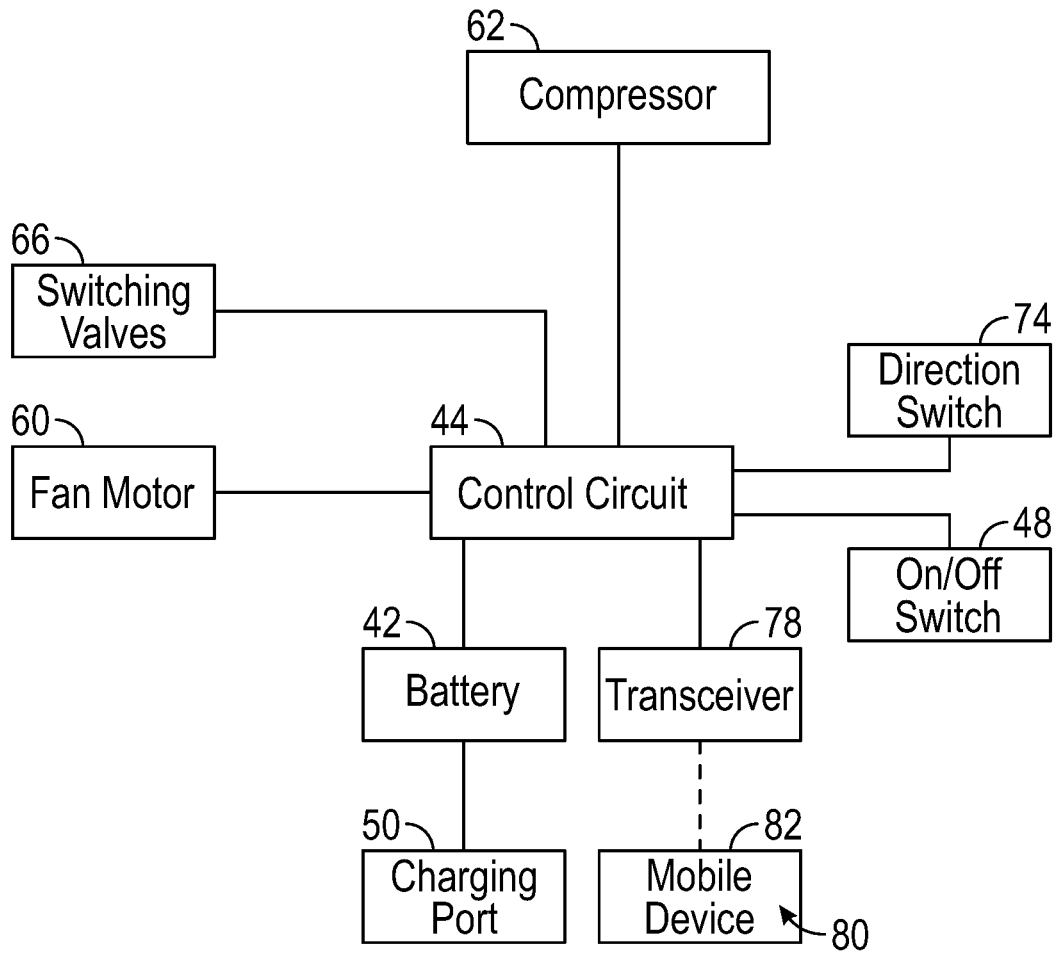 62
Compressor
66
Switching
Valves
74
Direction
Switch
60
Fan Motor
44
Control Circuit
48
On/Off
Switch
42
Battery
78
Transceiver
50
Charging
Port
82
Mobile
Device
80